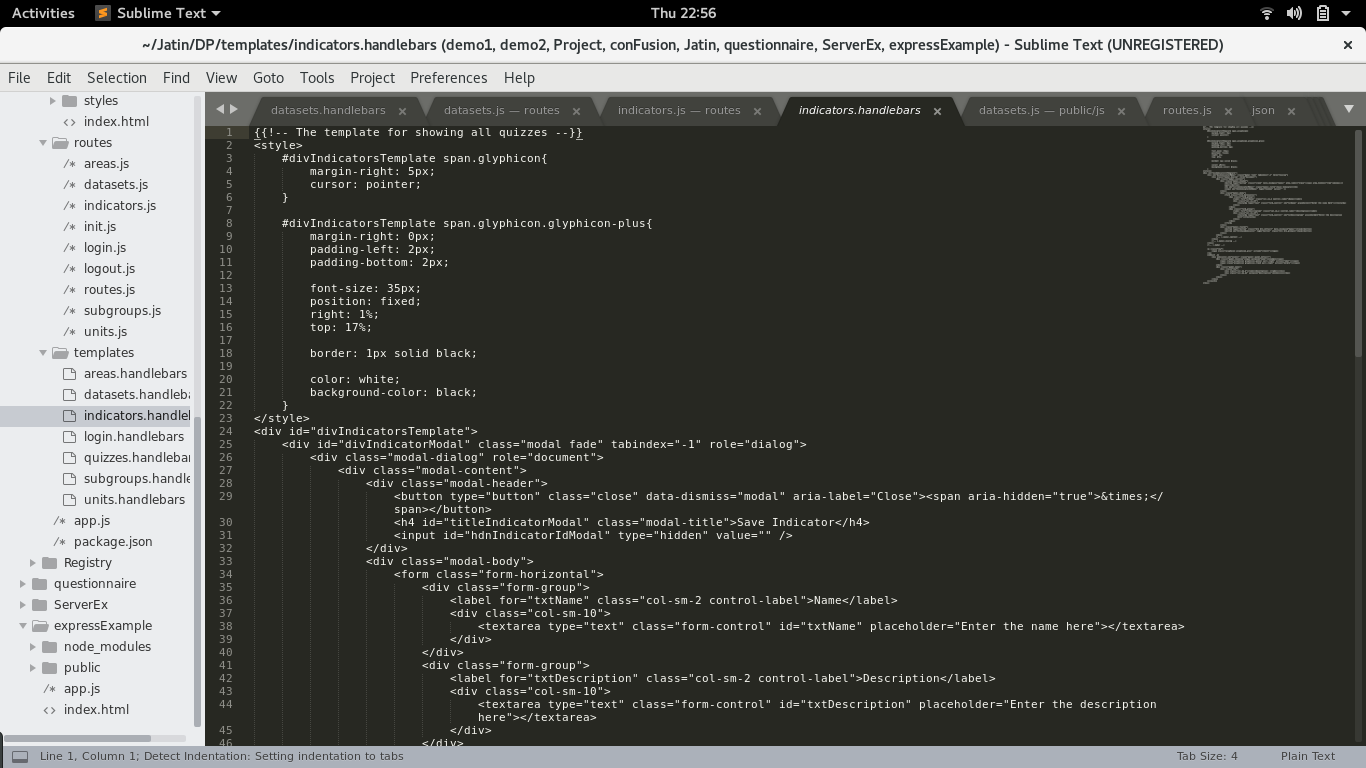 Activities Sublime Text Thu 22:56
~/Jatin/DP/templates/indicators.handlebars (demo1, demo2, Project, conFusion, Jatin, questionnaire, ServerEx, expressExample) - Sublime Text (UNREGISTERED) ×
File Edit Selection Find View Goto Tools Project Preferences Help
styles
<> index.html
routes
/* areas.js
/* datasets.js
/* indicators.js
/* init.js
/* login.js
/* logout.js
/* routes.js
/* subgroups.js
/* units.js
templates
areas.handlebars
datasets.handleba
indicators.handlel
login.handlebars
quizzes.handlebar
subgroups.handle
units.handlebars
/* app.js
/* package.json
Registry
questionnaire
ServerEx
expressExample
node_modules
public
/* app.js
<> index.html
datasets.handlebars × datasets.js — routes × indicators.js — routes × indicators.handlebars × datasets.js — public/js × routes.js × json ×
1 {{!-- The template for showing all quizzes --}}
2 <style>
3 #divIndicatorsTemplate span.glyphicon{
4 margin-right: 5px;
5 cursor: pointer;
6 }
7
8 #divIndicatorsTemplate span.glyphicon.glyphicon-plus{
9 margin-right: 0px;
10 padding-left: 2px;
11 padding-bottom: 2px;
12
13 font-size: 35px;
14 position: fixed;
15 right: 1%;
16 top: 17%;
17
18 border: 1px solid black;
19
20 color: white;
21 background-color: black;
22 }
23 </style>
24 <div id="divIndicatorsTemplate">
25 <div id="divIndicatorModal" class="modal fade" tabindex="-1" role="dialog">
26 <div class="modal-dialog" role="document">
27 <div class="modal-content">
28 <div class="modal-header">
29 <button type="button" class="close" data-dismiss="modal" aria-label="Close"><span aria-hidden="true">&times;</
span></button>
30 <h4 id="titleIndicatorModal" class="modal-title">Save Indicator</h4>
31 <input id="hdnIndicatorIdModal" type="hidden" value="" />
32 </div>
33 <div class="modal-body">
34 <form class="form-horizontal">
35 <div class="form-group">
36 <label for="txtName" class="col-sm-2 control-label">Name</label>
37 <div class="col-sm-10">
38 <textarea type="text" class="form-control" id="txtName" placeholder="Enter the name here"></textarea>
39 </div>
40 </div>
41 <div class="form-group">
42 <label for="txtDescription" class="col-sm-2 control-label">Description</label>
43 <div class="col-sm-10">
44 <textarea type="text" class="form-control" id="txtDescription" placeholder="Enter the description
here"></textarea>
45 </div>
46 </div>
Line 1, Column 1; Detect Indentation: Setting indentation to tabs Tab Size: 4 Plain Text